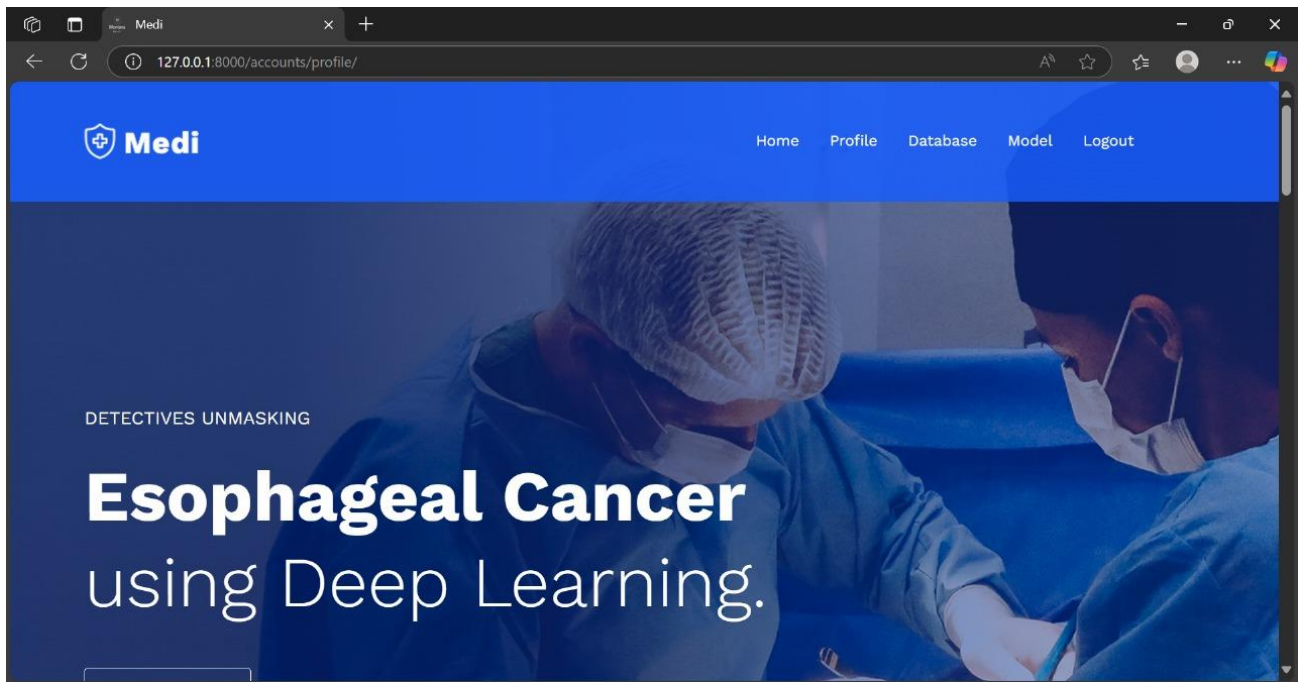 Medi
127.0.0.1:8000/accounts/profile/
Medi
Home Profile Database Model Logout
DETECTIVES UNMASKING
Esophageal Cancer
using Deep Learning.